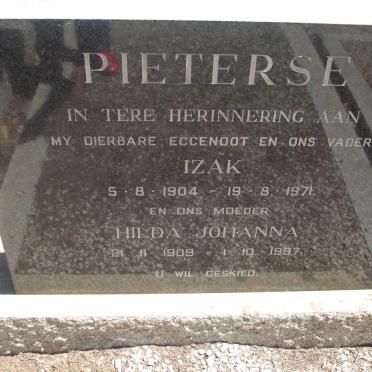 PIETERSE
IN TERE HERINNERING AAN
MY DIERBARE EGGENOOT EN ONS VADER
IZAK
5 - 8 - 1904 - 19 - 8 - 1971.
EN ONS MOEDER
HILDA JOHANNA
21 - 11 - 1909 - 1 - 10 - 1997
U WIL GESKIED.